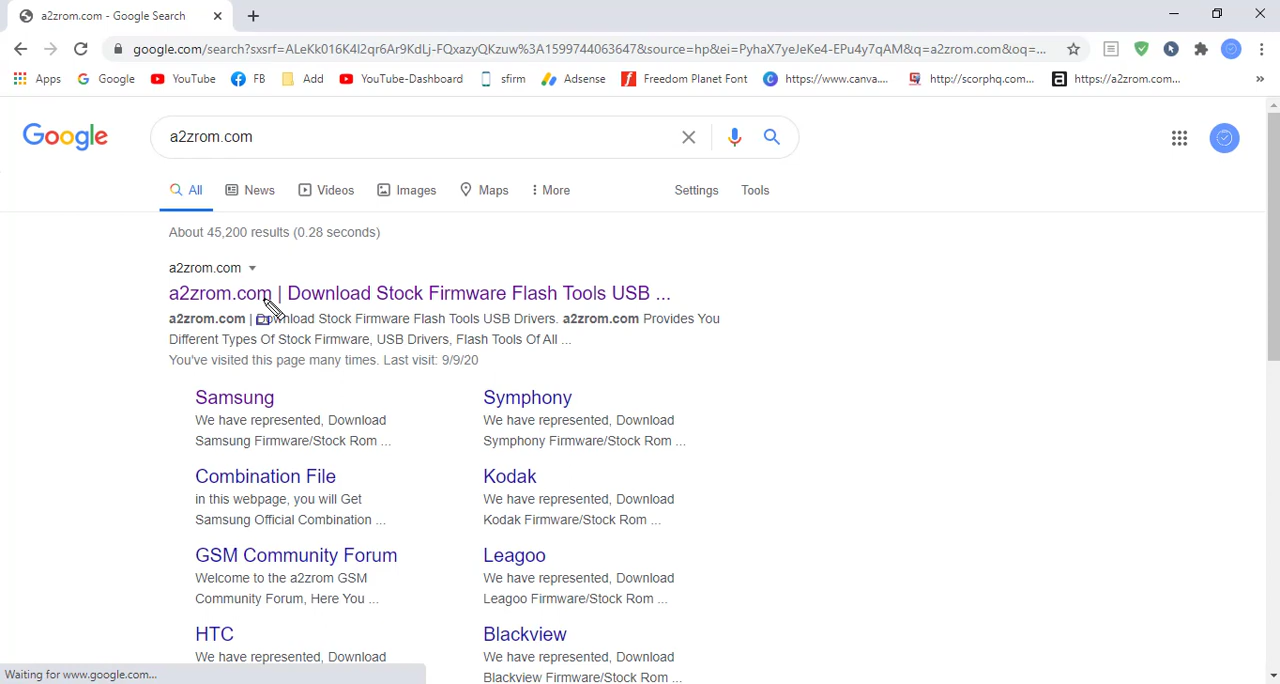 a2zrom.com - Google Search
google.com/search?sxsrf=ALeKk016K4l2qr6Ar9KdLj-FQxazyQKzuw%3A1599744063647&source=hp&ei=PyhaX7yeJeKe4-EPu4y7qAM&q=a2zrom.com&oq=...
Apps Google YouTube FB Add YouTube-Dashboard sfirm Adsense Freedom Planet Font https://www.canva.... http://scorphq.com... https://a2zrom.com... »
Google a2zrom.com
All News Videos Images Maps More Settings Tools
About 45,200 results (0.28 seconds)
a2zrom.com
a2zrom.com | Download Stock Firmware Flash Tools USB ...
a2zrom.com | Download Stock Firmware Flash Tools USB Drivers. a2zrom.com Provides You
Different Types Of Stock Firmware, USB Drivers, Flash Tools Of All ...
You've visited this page many times. Last visit: 9/9/20
Samsung
We have represented, Download
Samsung Firmware/Stock Rom ...
Symphony
We have represented, Download
Symphony Firmware/Stock Rom ...
Combination File
in this webpage, you will Get
Samsung Official Combination ...
Kodak
We have represented, Download
Kodak Firmware/Stock Rom ...
GSM Community Forum
Welcome to the a2zrom GSM
Community Forum, Here You ...
Leagoo
We have represented, Download
Leagoo Firmware/Stock Rom ...
HTC
We have represented, Download
Blackview
We have represented, Download
Blackview Firmware/Stock Rom ...
Waiting for www.google.com...